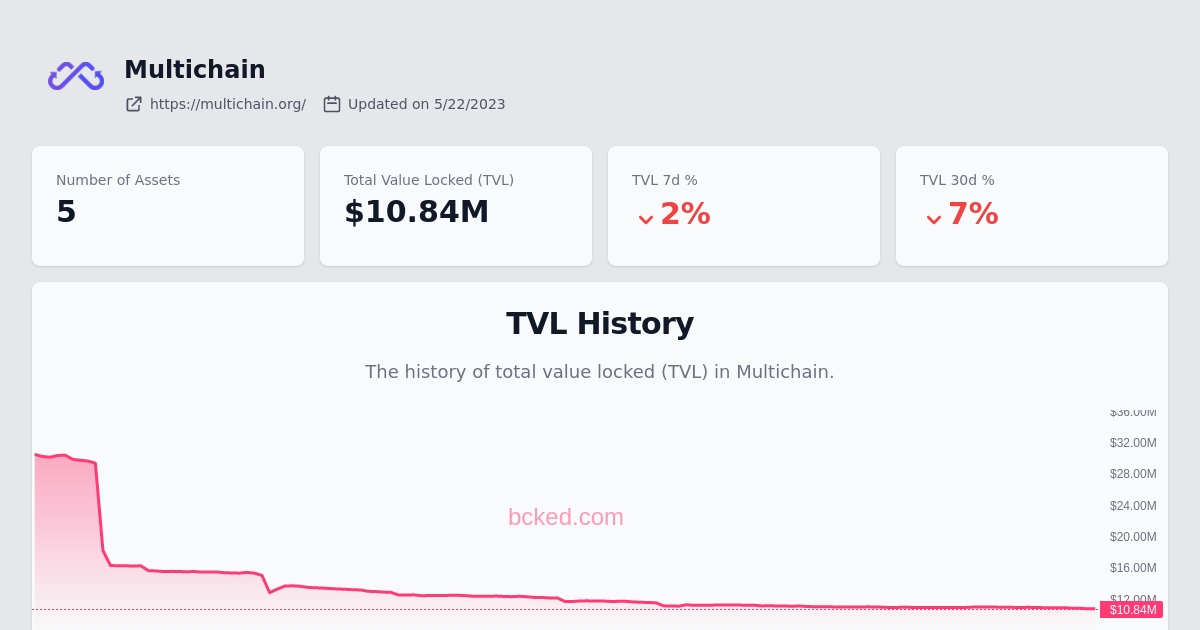 Multichain
https://multichain.org/ Updated on 5/22/2023
Number of Assets
5
Total Value Locked (TVL)
$10.84M
TVL 7d %
2%
TVL 30d %
7%
TVL History
The history of total value locked (TVL) in Multichain.
$36.00M
$32.00M
$28.00M
$24.00M
bcked.com
$20.00M
$16.00M
$12.00M
$10.84M